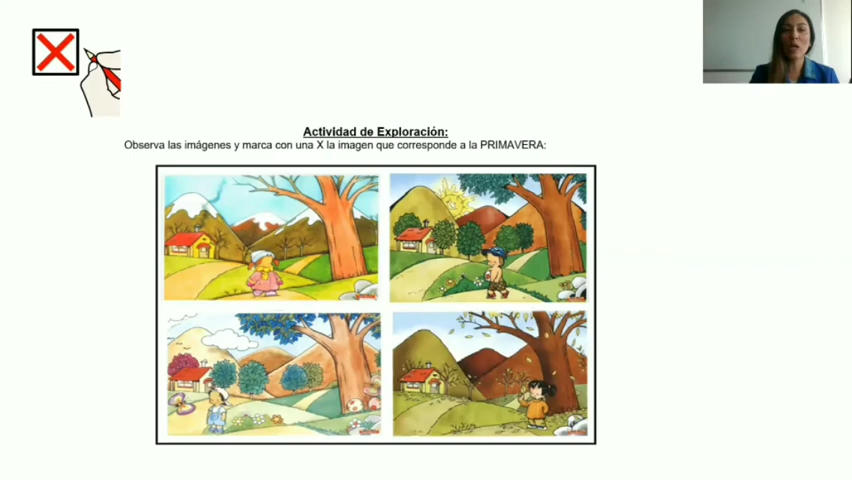 Actividad de Exploración:
Observa las imágenes y marca con una X la imagen que corresponde a la PRIMAVERA: